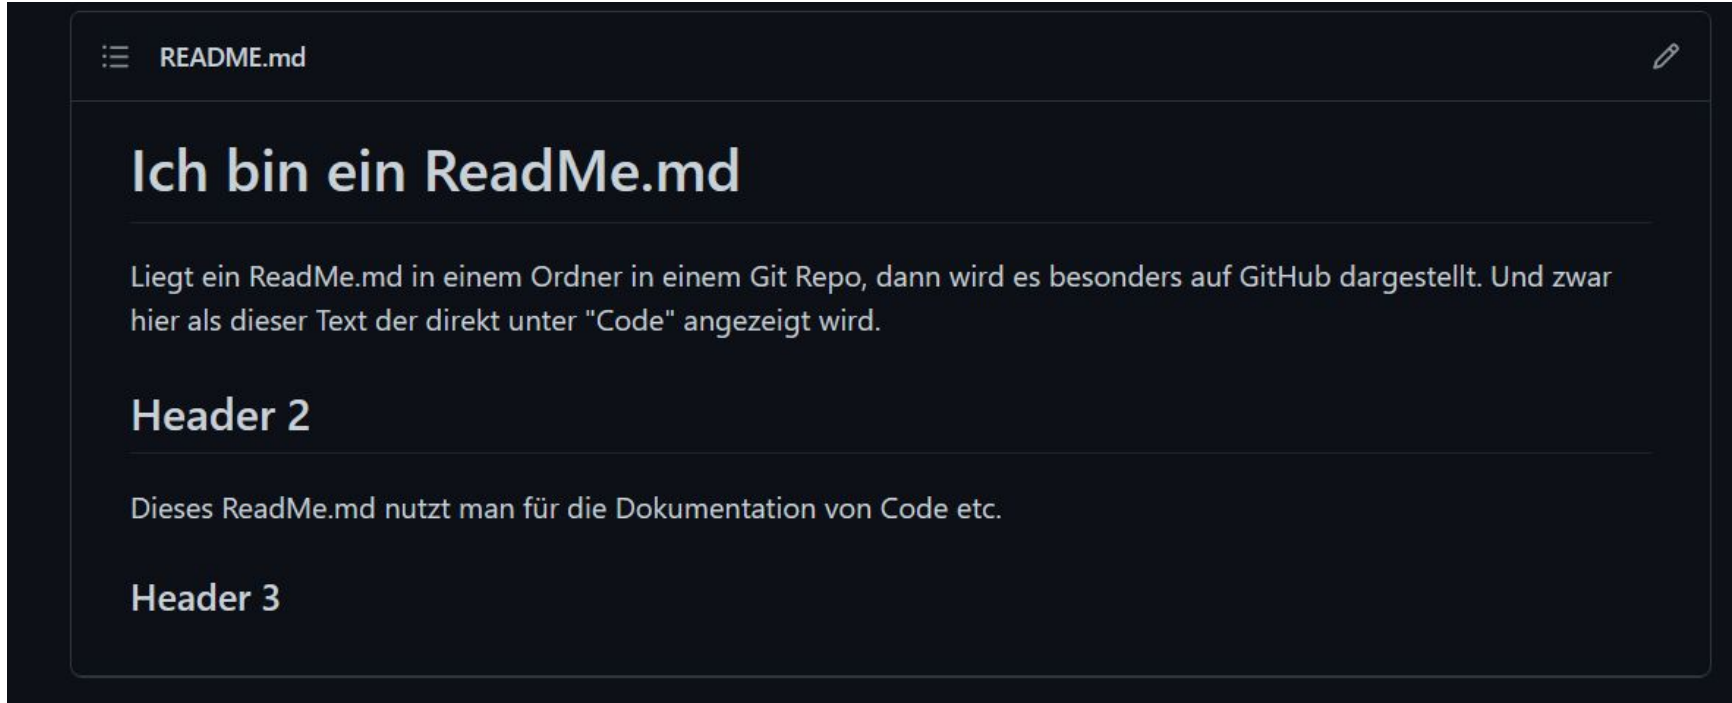 README.md
Ich bin ein ReadMe.md
Liegt ein ReadMe.md in einem Ordner in einem Git Repo, dann wird es besonders auf GitHub dargestellt. Und zwar
hier als dieser Text der direkt unter "Code" angezeigt wird.
Header 2
Dieses ReadMe.md nutzt man für die Dokumentation von Code etc.
Header 3